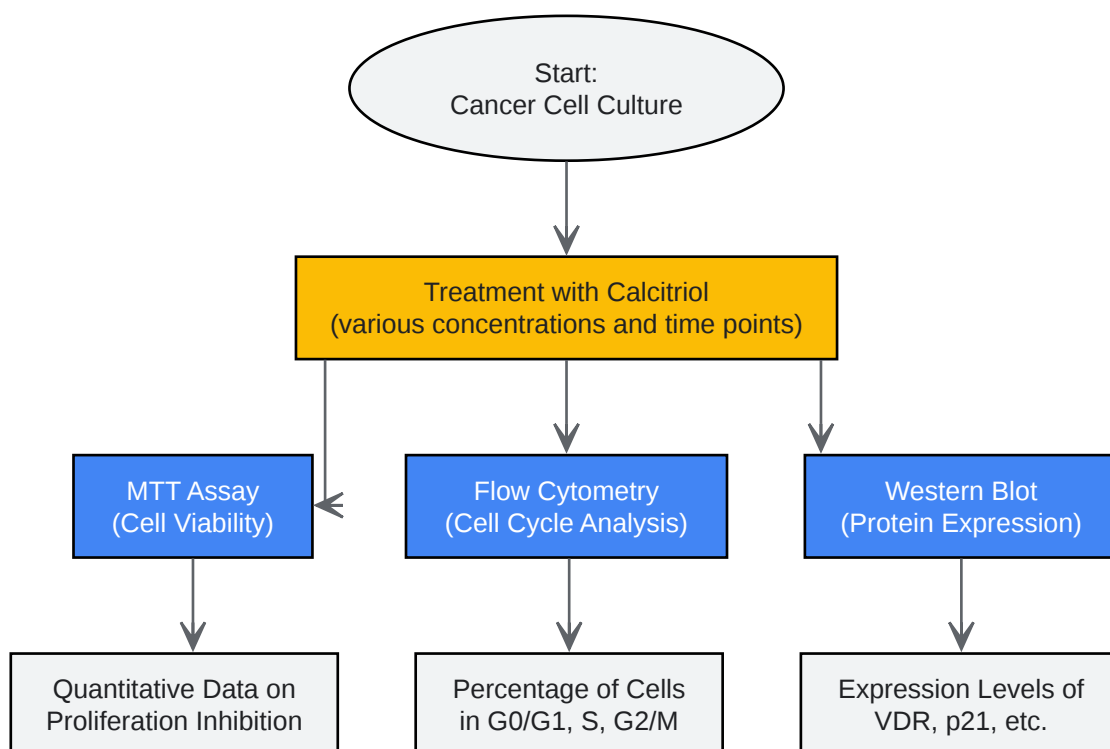 Start:
Cancer Cell Culture
Treatment with Calcitriol
(various concentrations and time points)
MTT Assay
(Cell Viability)
Flow Cytometry
(Cell Cycle Analysis)
Western Blot
(Protein Expression)
Quantitative Data on
Proliferation Inhibition
Percentage of Cells
in G0/G1, S, G2/M
Expression Levels of
VDR, p21, etc.